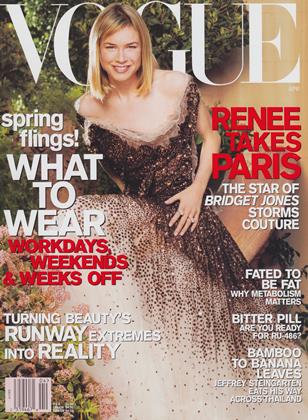 VOGUE
APR
spring
flings!
WHAT
TO
WEAR
WORKDAYS,
WEEKENDS
& WEEKS OFF
TURNING BEAUTY'S
RUNWAY EXTREMES
INTO REALITY
RENEE
TAKES
PARIS
THE STAR OF
BRIDGET JONES
STORMS
COUTURE
FATED TO
BE FAT
WHY METABOLISM
MATTERS
BITTER PILL
ARE YOU READY
FOR RU-486?
BAMBOO
TO BANANA
LEAVES
JEFFREY STEINGARTEN
EATS HIS WAY
ACROSS THAILAND